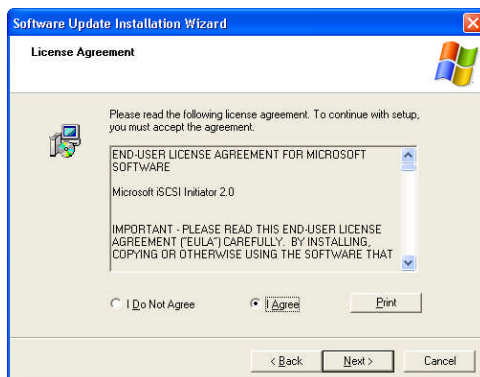 Software Update Installation Wizard
License Agreement
Please read the following license agreement. To continue with setup,
you must accept the agreement.
END-USER LICENSE AGREEMENT FOR MICROSOFT
SOFTWARE
Microsoft iSCSI Initiator 2.0
IMPORTANT - PLEASE READ THIS END-USER LICENSE
AGREEMENT ("EULA") CAREFULLY. BY INSTALLING,
COPYING OR OTHERWISE USING THE SOFTWARE THAT
I Do Not Agree
I Agree
Print
< Back
Next >
Cancel